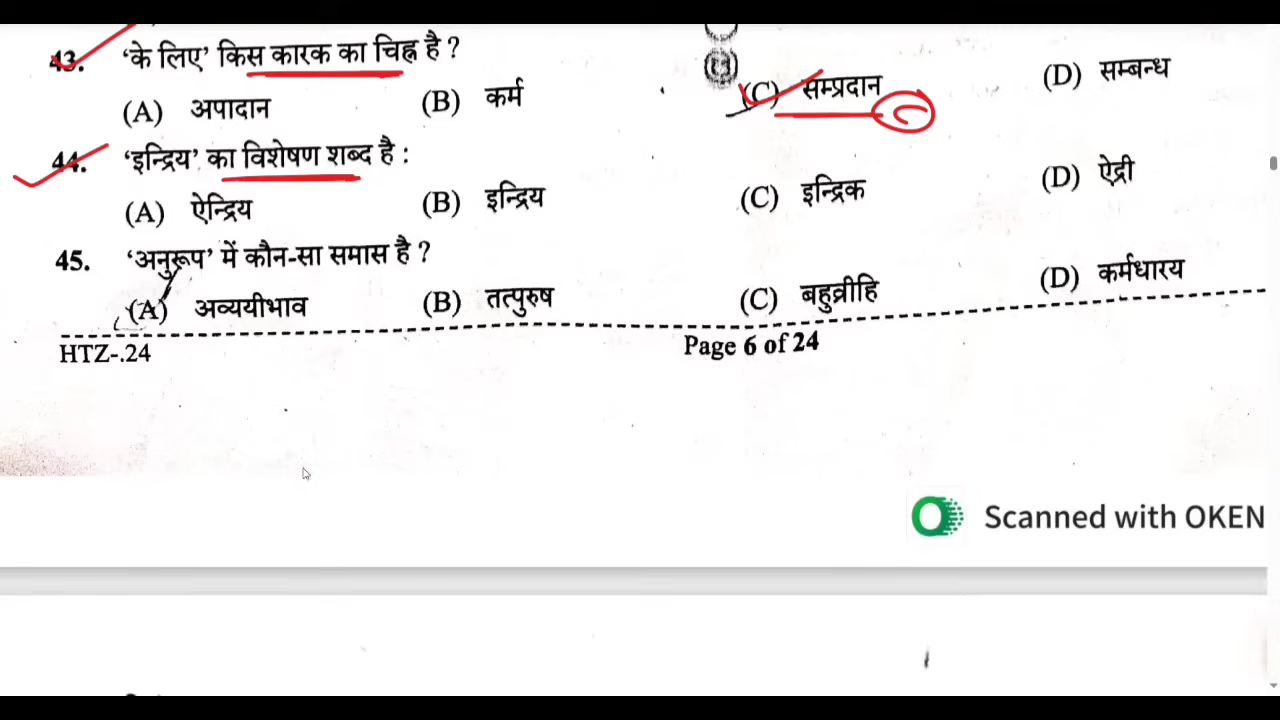 43. ‘के लिए’ किस कारक का चिह्न है ?
(A) अपादान (B) कर्म (C) सम्प्रदान (D) सम्बन्ध
44. ‘इन्द्रिय’ का विशेषण शब्द है :
(A) ऐन्द्रिय (B) इन्द्रिय (C) इन्द्रिक (D) ऐद्री
45. ‘अनुरूप’ में कौन-सा समास है ?
(A) अव्ययीभाव (B) तत्पुरुष (C) बहुव्रीहि (D) कर्मधारय
HTZ-.24 Page 6 of 24
Scanned with OKEN